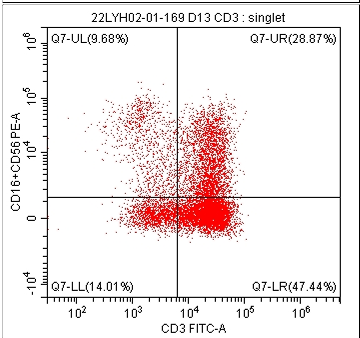 22LYH02-01-169 D13 CD3 : singlet
Q7-UL(9.68%) Q7-UR(28.87%)
CD16+CD56 PE-A
10^6
10^5
10^4
0
-10^4
Q7-LL(14.01%) Q7-LR(47.44%)
10^2 10^3 10^4 10^5 10^6
CD3 FITC-A